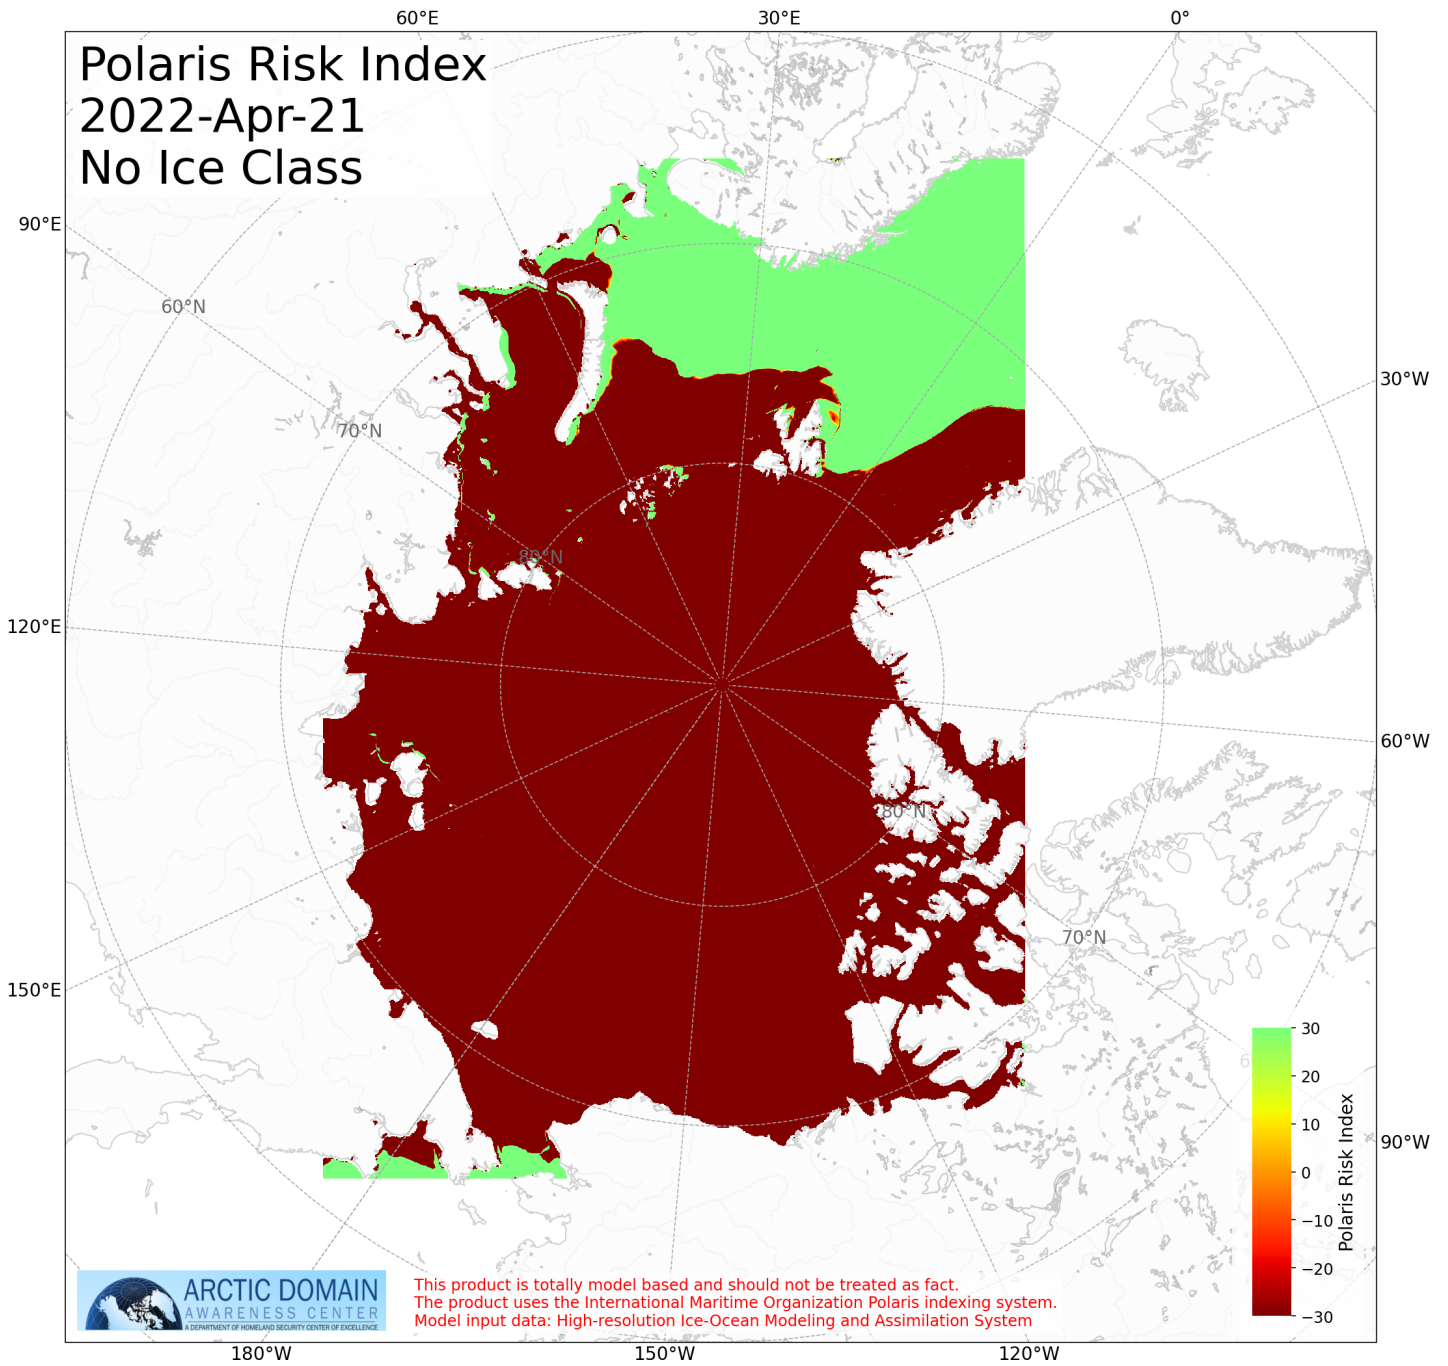 60°E
30°E
0°
Polaris Risk Index
2022-Apr-21
No Ice Class
90°E
60°N
30°W
70°N
80°N
120°E
60°W
80°N
70°N
150°E
30
20
10
0
−10
−20
−30
Polaris Risk Index
90°W
ARCTIC DOMAIN
AWARENESS CENTER
A DEPARTMENT OF HOMELAND SECURITY CENTER OF EXCELLENCE
This product is totally model based and should not be treated as fact.
The product uses the International Maritime Organization Polaris indexing system.
Model input data: High-resolution Ice-Ocean Modeling and Assimilation System
180°W
150°W
120°W